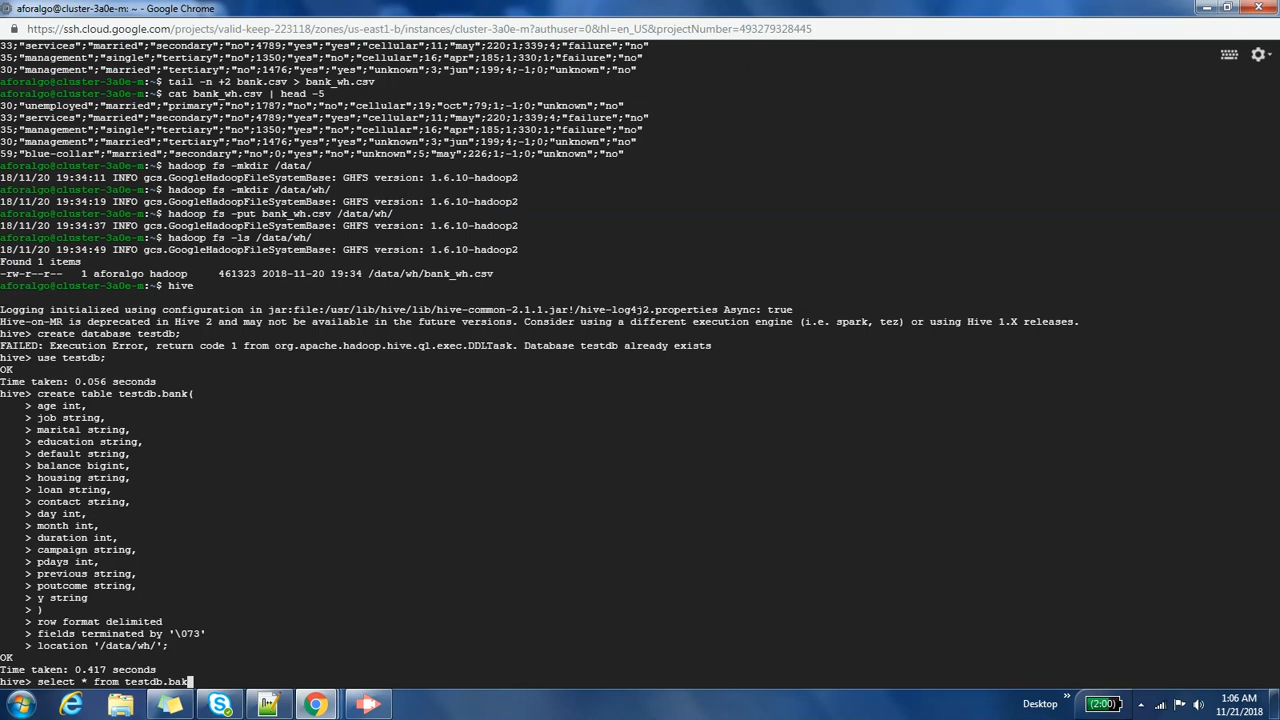 aforalgo@cluster-3a0e-m: ~ - Google Chrome
https://ssh.cloud.google.com/projects/valid-keep-223118/zones/us-east1-b/instances/cluster-3a0e-m?authuser=0&hl=en_US&projectNumber=493279328445
33;"services";"married";"secondary";"no";4789;"yes";"yes";"cellular";11;"may";220;1;339;4;"failure";"no"
35;"management";"single";"tertiary";"no";1350;"yes";"no";"cellular";16;"apr";185;1;330;1;"failure";"no"
30;"management";"married";"tertiary";"no";1476;"yes";"yes";"unknown";3;"jun";199;4;-1;0;"unknown";"no"
aforalgo@cluster-3a0e-m:~$ tail -n +2 bank.csv > bank_wh.csv
aforalgo@cluster-3a0e-m:~$ cat bank_wh.csv | head -5
30;"unemployed";"married";"primary";"no";1787;"no";"no";"cellular";19;"oct";79;1;-1;0;"unknown";"no"
33;"services";"married";"secondary";"no";4789;"yes";"yes";"cellular";11;"may";220;1;339;4;"failure";"no"
35;"management";"single";"tertiary";"no";1350;"yes";"no";"cellular";16;"apr";185;1;330;1;"failure";"no"
30;"management";"married";"tertiary";"no";1476;"yes";"yes";"unknown";3;"jun";199;4;-1;0;"unknown";"no"
59;"blue-collar";"married";"secondary";"no";0;"yes";"no";"unknown";5;"may";226;1;-1;0;"unknown";"no"
aforalgo@cluster-3a0e-m:~$ hadoop fs -mkdir /data/
18/11/20 19:34:11 INFO gcs.GoogleHadoopFileSystemBase: GHFS version: 1.6.10-hadoop2
aforalgo@cluster-3a0e-m:~$ hadoop fs -mkdir /data/wh/
18/11/20 19:34:19 INFO gcs.GoogleHadoopFileSystemBase: GHFS version: 1.6.10-hadoop2
aforalgo@cluster-3a0e-m:~$ hadoop fs -put bank_wh.csv /data/wh/
18/11/20 19:34:37 INFO gcs.GoogleHadoopFileSystemBase: GHFS version: 1.6.10-hadoop2
aforalgo@cluster-3a0e-m:~$ hadoop fs -ls /data/wh/
18/11/20 19:34:49 INFO gcs.GoogleHadoopFileSystemBase: GHFS version: 1.6.10-hadoop2
Found 1 items
-rw-r--r--   1 aforalgo hadoop     461323 2018-11-20 19:34 /data/wh/bank_wh.csv
aforalgo@cluster-3a0e-m:~$ hive
Logging initialized using configuration in jar:file:/usr/lib/hive/lib/hive-common-2.1.1.jar!/hive-log4j2.properties Async: true
Hive-on-MR is deprecated in Hive 2 and may not be available in the future versions. Consider using a different execution engine (i.e. spark, tez) or using Hive 1.X releases.
hive> create database testdb;
FAILED: Execution Error, return code 1 from org.apache.hadoop.hive.ql.exec.DDLTask. Database testdb already exists
hive> use testdb;
OK
Time taken: 0.056 seconds
hive> create table testdb.bank(
    > age int,
    > job string,
    > marital string,
    > education string,
    > default string,
    > balance bigint,
    > housing string,
    > loan string,
    > contact string,
    > day int,
    > month int,
    > duration int,
    > campaign string,
    > pdays int,
    > previous string,
    > poutcome string,
    > y string
    > )
    > row format delimited
    > fields terminated by '\073'
    > location '/data/wh/';
OK
Time taken: 0.417 seconds
hive> select * from testdb.bak
Desktop
(2:00)
1:06 AM
11/21/2018